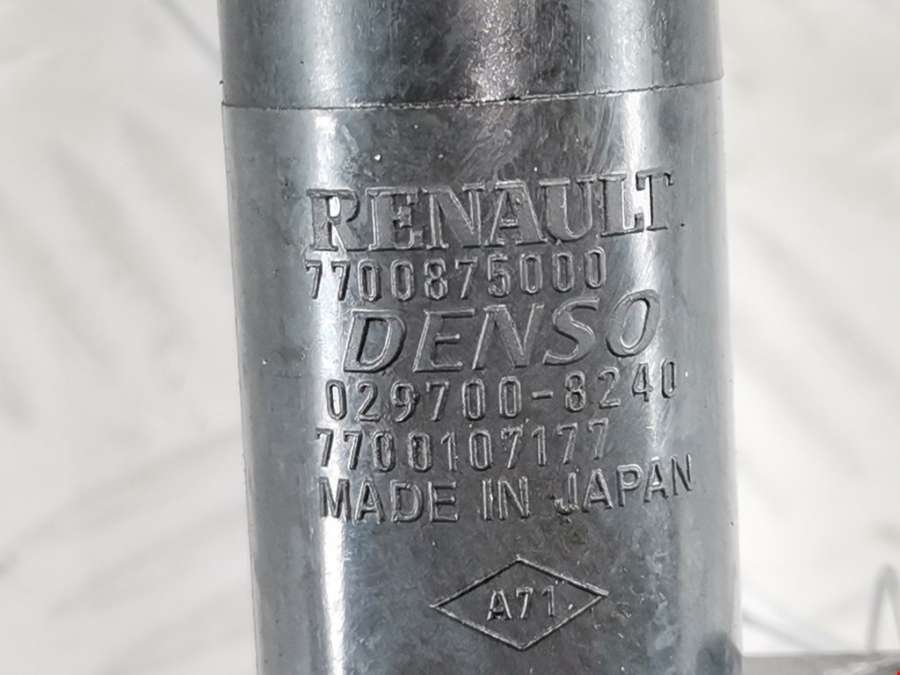 RENAULT
7700875000
DENSO
029700-8240
7700107177
MADE IN JAPAN
A71